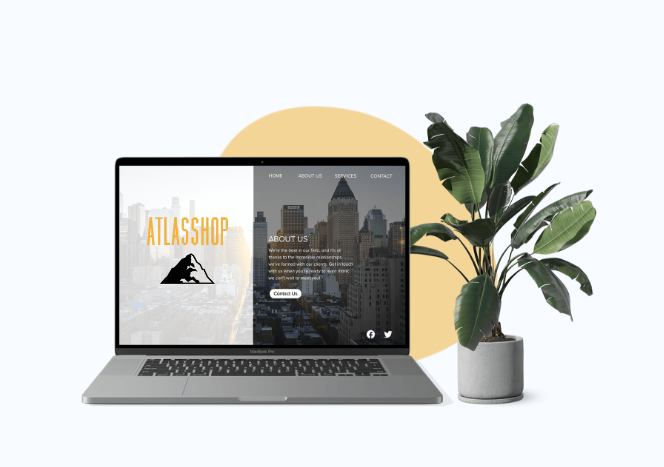 HOME ABOUT US SERVICES CONTACT
ATLASSHOP
ABOUT US
We're the best in our field, and it's all
thanks to the incredible relationships
we've formed with our clients. Get in touch
with us when you're ready to learn more;
we can't wait to meet you!
Contact Us
MacBook Pro